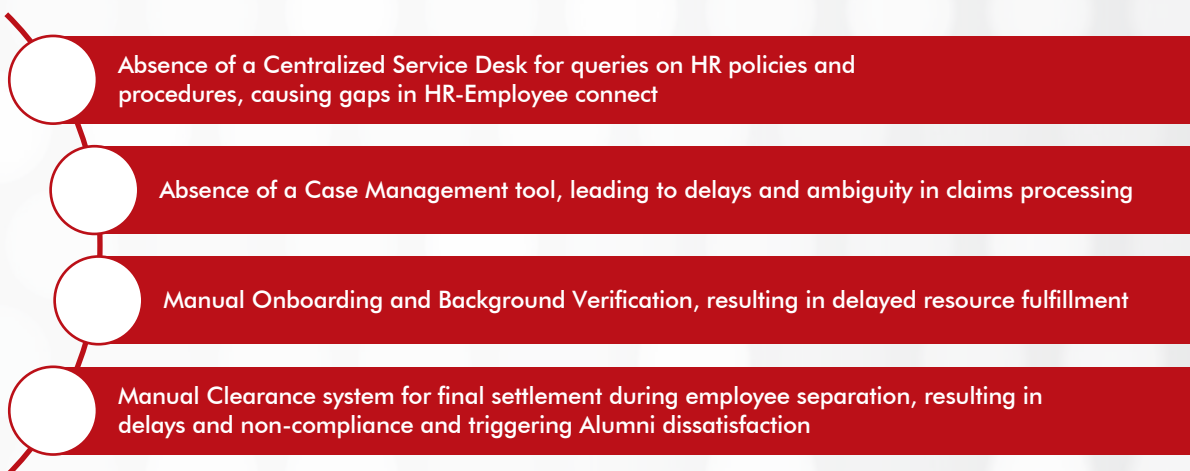 Absence of a Centralized Service Desk for queries on HR policies and
procedures, causing gaps in HR-Employee connect
Absence of a Case Management tool, leading to delays and ambiguity in claims processing
Manual Onboarding and Background Verification, resulting in delayed resource fulfillment
Manual Clearance system for final settlement during employee separation, resulting in
delays and non-compliance and triggering Alumni dissatisfaction